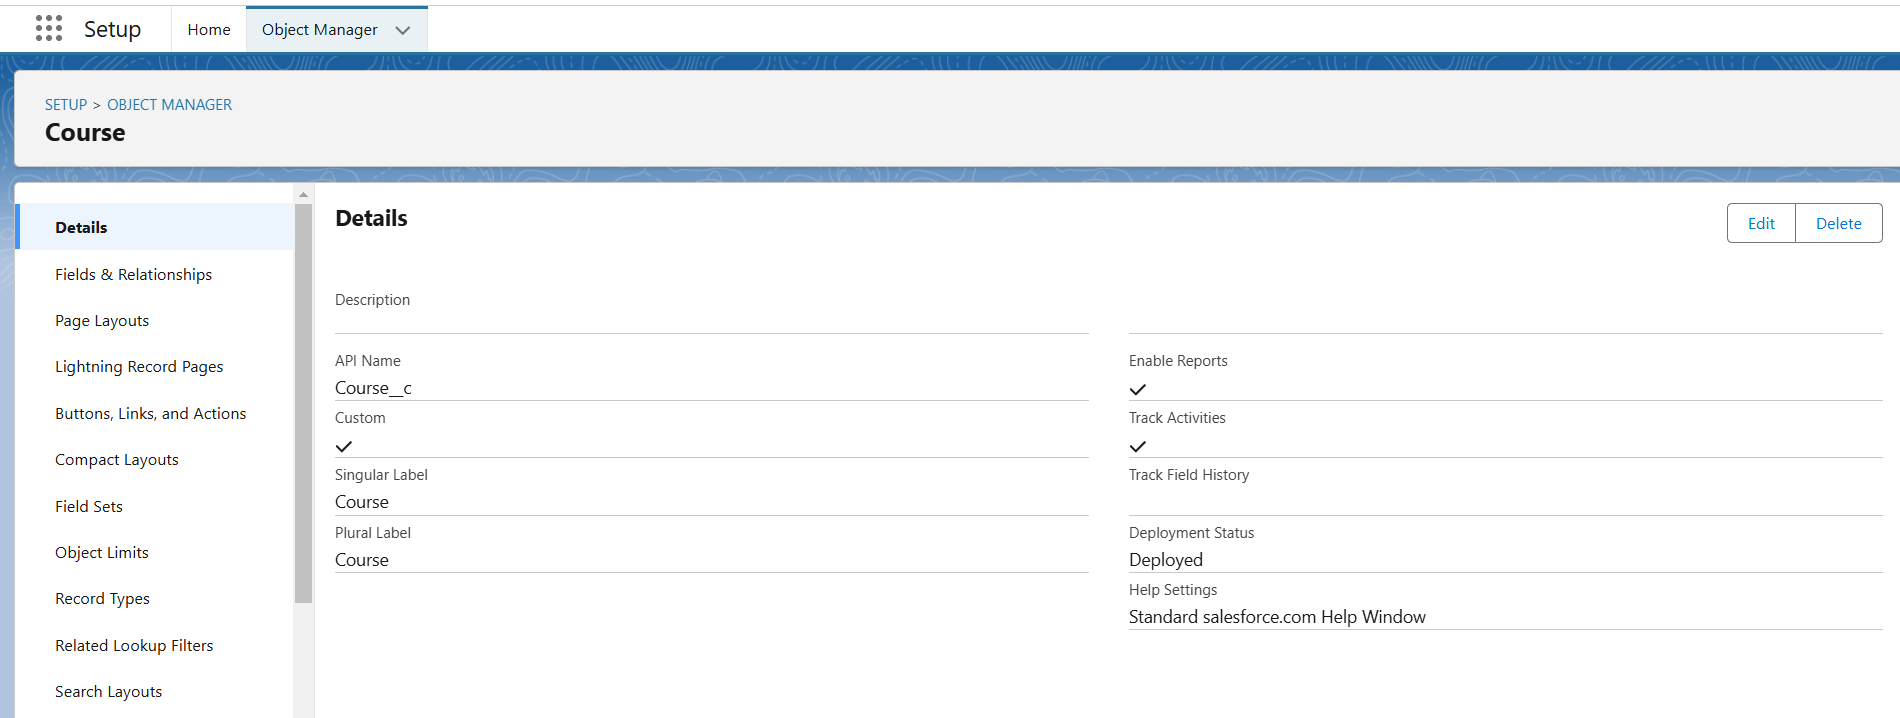 Setup
Home
Object Manager
SETUP > OBJECT MANAGER
Course
Details
Fields & Relationships
Page Layouts
Lightning Record Pages
Buttons, Links, and Actions
Compact Layouts
Field Sets
Object Limits
Record Types
Related Lookup Filters
Search Layouts
Details
Edit
Delete
Description
API Name
Course__c
Custom
Singular Label
Course
Plural Label
Course
Enable Reports
Track Activities
Track Field History
Deployment Status
Deployed
Help Settings
Standard salesforce.com Help Window